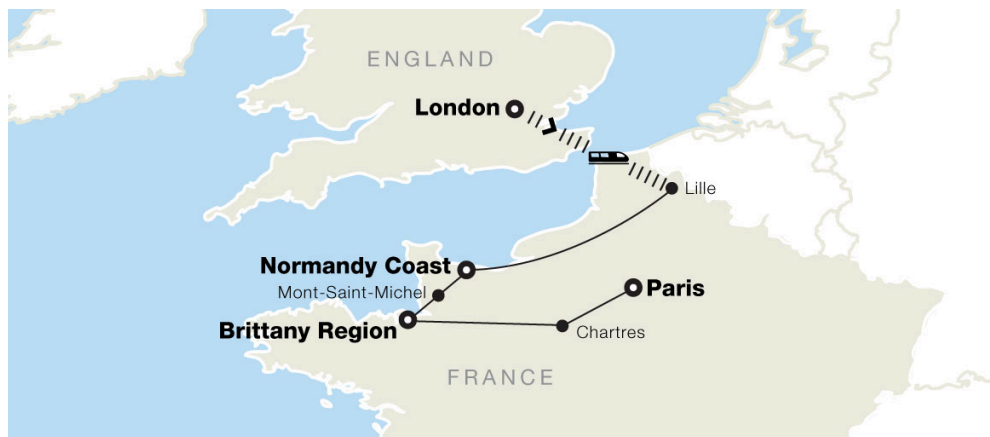 ENGLAND
London
Lille
Normandy Coast
Mont-Saint-Michel
Paris
Brittany Region
Chartres
FRANCE